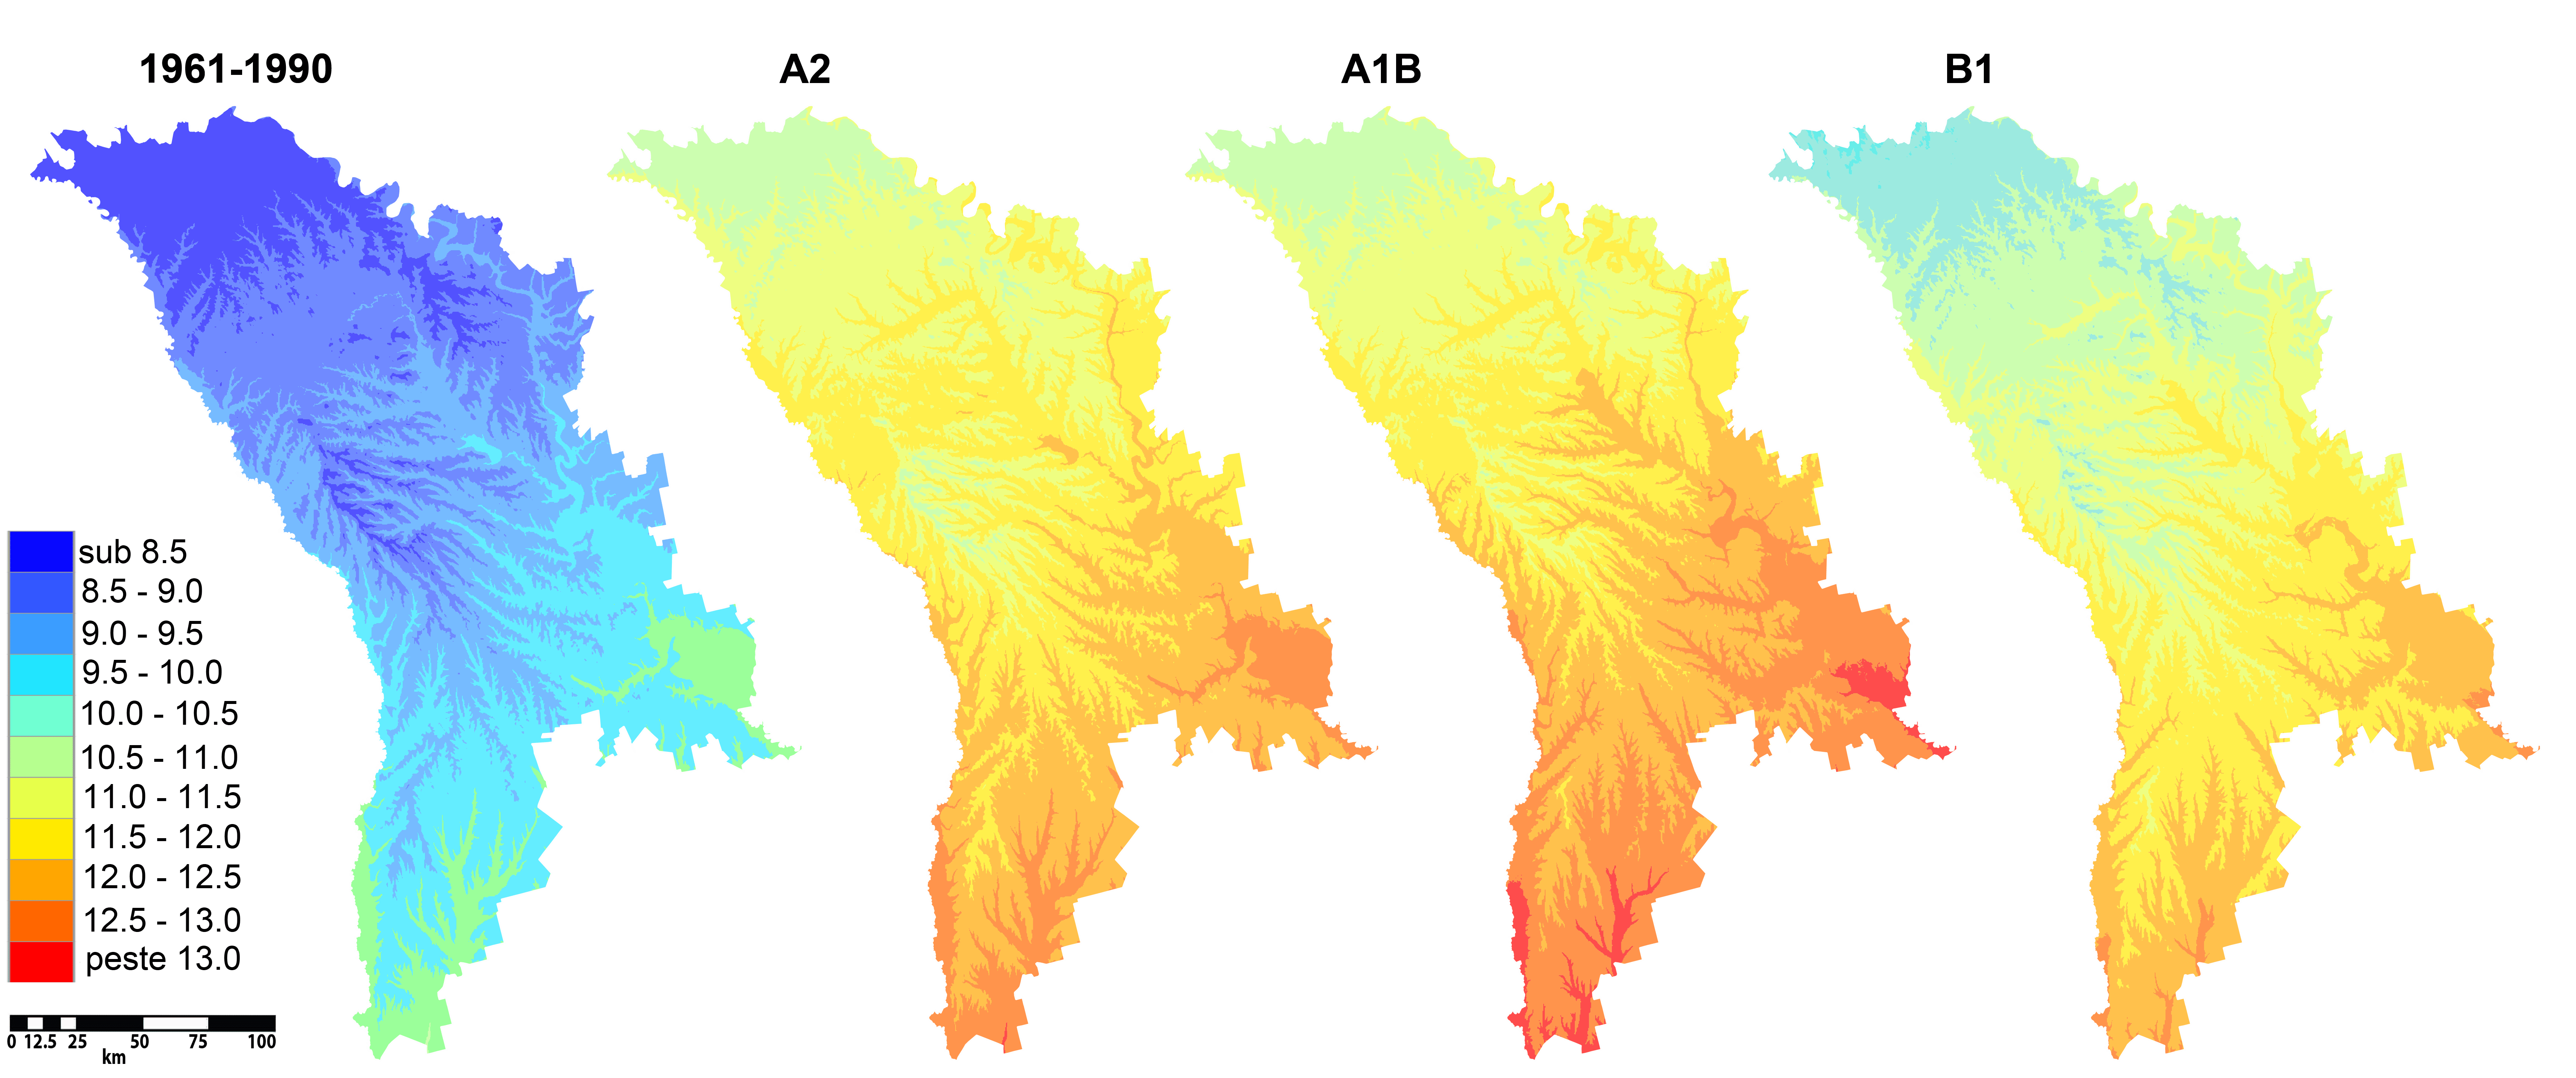 1961-1990
A2
A1B
B1
sub 8.5
8.5 - 9.0
9.0 - 9.5
9.5 - 10.0
10.0 - 10.5
10.5 - 11.0
11.0 - 11.5
11.5 - 12.0
12.0 - 12.5
12.5 - 13.0
peste 13.0
0 12.5 25 50 75 100
km